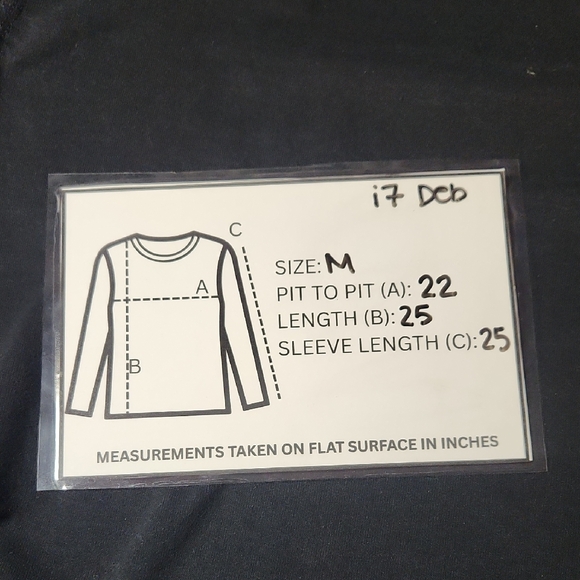 i7 Deb
C
A
B
SIZE: M
PIT TO PIT (A): 22
LENGTH (B): 25
SLEEVE LENGTH (C): 25
MEASUREMENTS TAKEN ON FLAT SURFACE IN INCHES